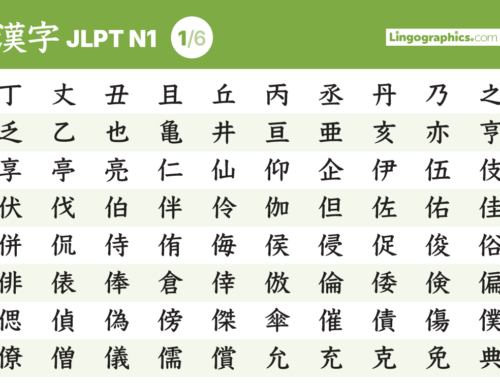 漢字 JLPT N1 1/6 Lingographics.com
丁 丈 丑 且 丘 丙 丞 丹 乃 之
乏 乙 也 亀 井 亘 亜 亥 亦 亨
享 亭 亮 仁 仙 仰 企 伊 伍 伎
伏 伐 伯 伴 伶 伽 但 佐 佑 佳
併 侃 侍 侑 侮 侯 侵 促 俊 俗
俳 俵 俸 倉 倖 倣 倫 倭 倹 偏
偲 偵 偽 傍 傑 傘 催 債 傷 僕
僚 僧 儀 儒 償 允 充 克 免 典